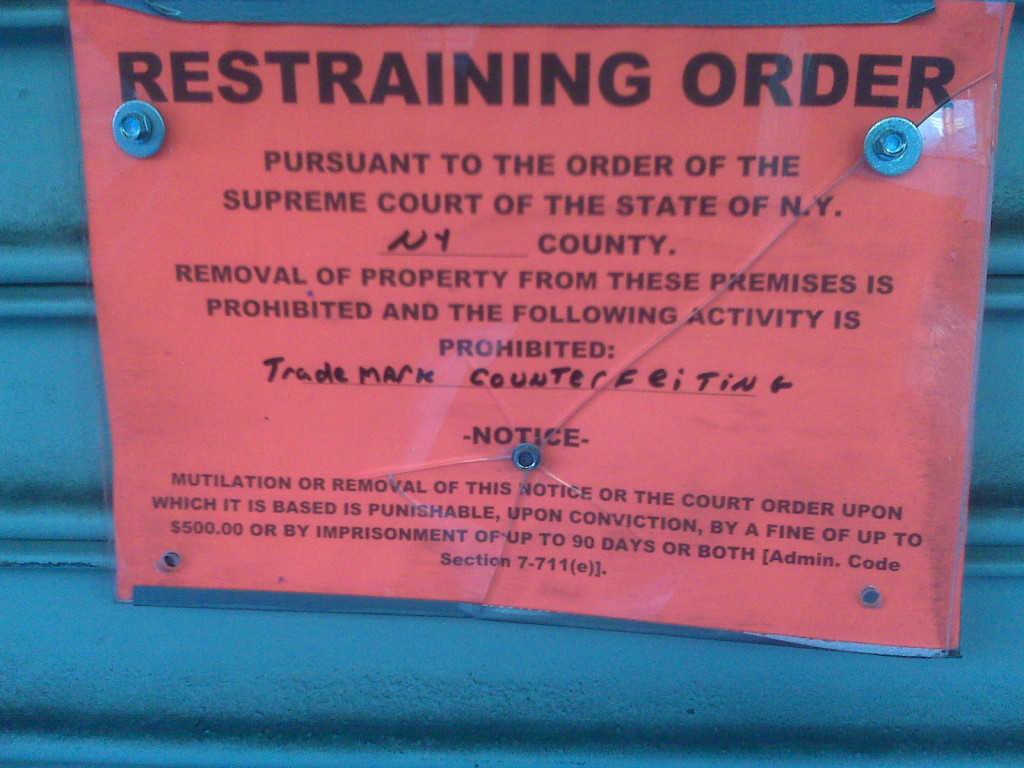 RESTRAINING ORDER
PURSUANT TO THE ORDER OF THE
SUPREME COURT OF THE STATE OF N.Y.
NY COUNTY.
REMOVAL OF PROPERTY FROM THESE PREMISES IS
PROHIBITED AND THE FOLLOWING ACTIVITY IS
PROHIBITED:
Trademark Counterfeiting
-NOTICE-
MUTILATION OR REMOVAL OF THIS NOTICE OR THE COURT ORDER UPON
WHICH IT IS BASED IS PUNISHABLE, UPON CONVICTION, BY A FINE OF UP TO
$500.00 OR BY IMPRISONMENT OF UP TO 90 DAYS OR BOTH [Admin. Code
Section 7-711(e)].